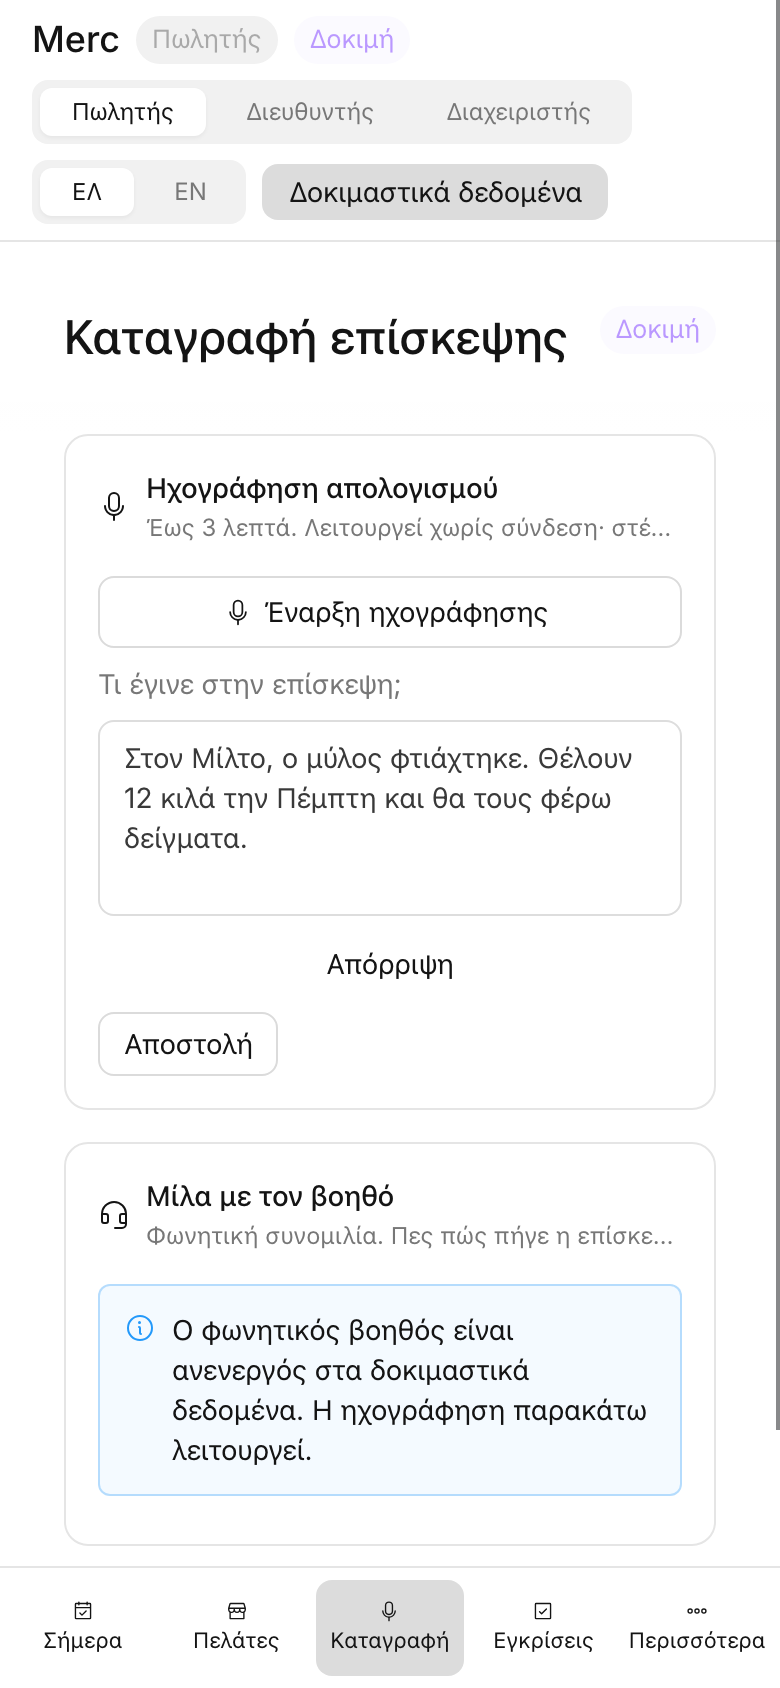 Merc Πωλητής Δοκιμή
Πωλητής Διευθυντής Διαχειριστής
ΕΛ EN Δοκιμαστικά δεδομένα
Καταγραφή επίσκεψης Δοκιμή
Ηχογράφηση απολογισμού
Έως 3 λεπτά. Λειτουργεί χωρίς σύνδεση· στέ...
Έναρξη ηχογράφησης
Τι έγινε στην επίσκεψη;
Στον Μίλτο, ο μύλος φτιάχτηκε. Θέλουν
12 κιλά την Πέμπτη και θα τους φέρω
δείγματα.
Απόρριψη
Αποστολή
Μίλα με τον βοηθό
Φωνητική συνομιλία. Πες πώς πήγε η επίσκε...
Ο φωνητικός βοηθός είναι
ανενεργός στα δοκιμαστικά
δεδομένα. Η ηχογράφηση παρακάτω
λειτουργεί.
Σήμερα Πελάτες Καταγραφή Εγκρίσεις Περισσότερα